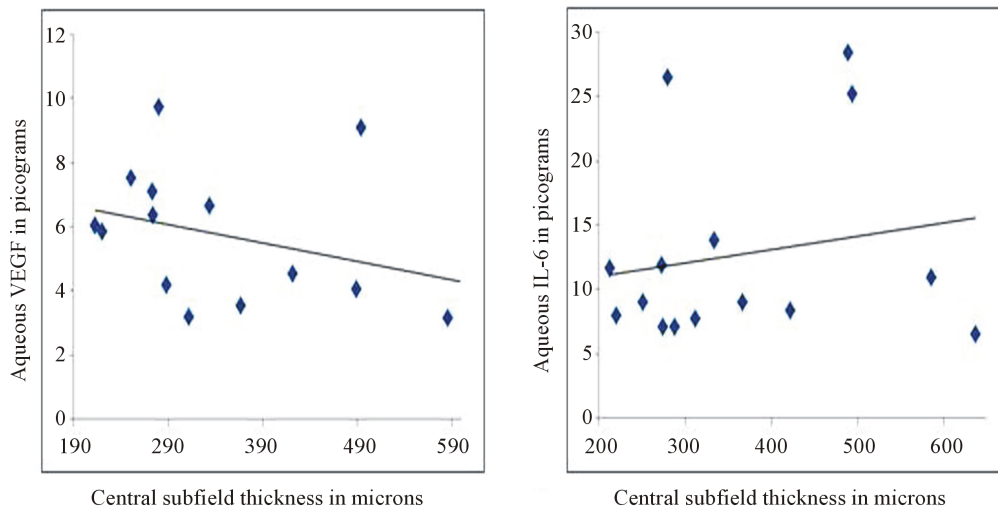 12
10
8
6
4
2
0
190 290 390 490 590
Aqueous VEGF in picograms
Central subfield thickness in microns
30
25
20
15
10
5
0
200 300 400 500 600
Aqueous IL-6 in picograms
Central subfield thickness in microns